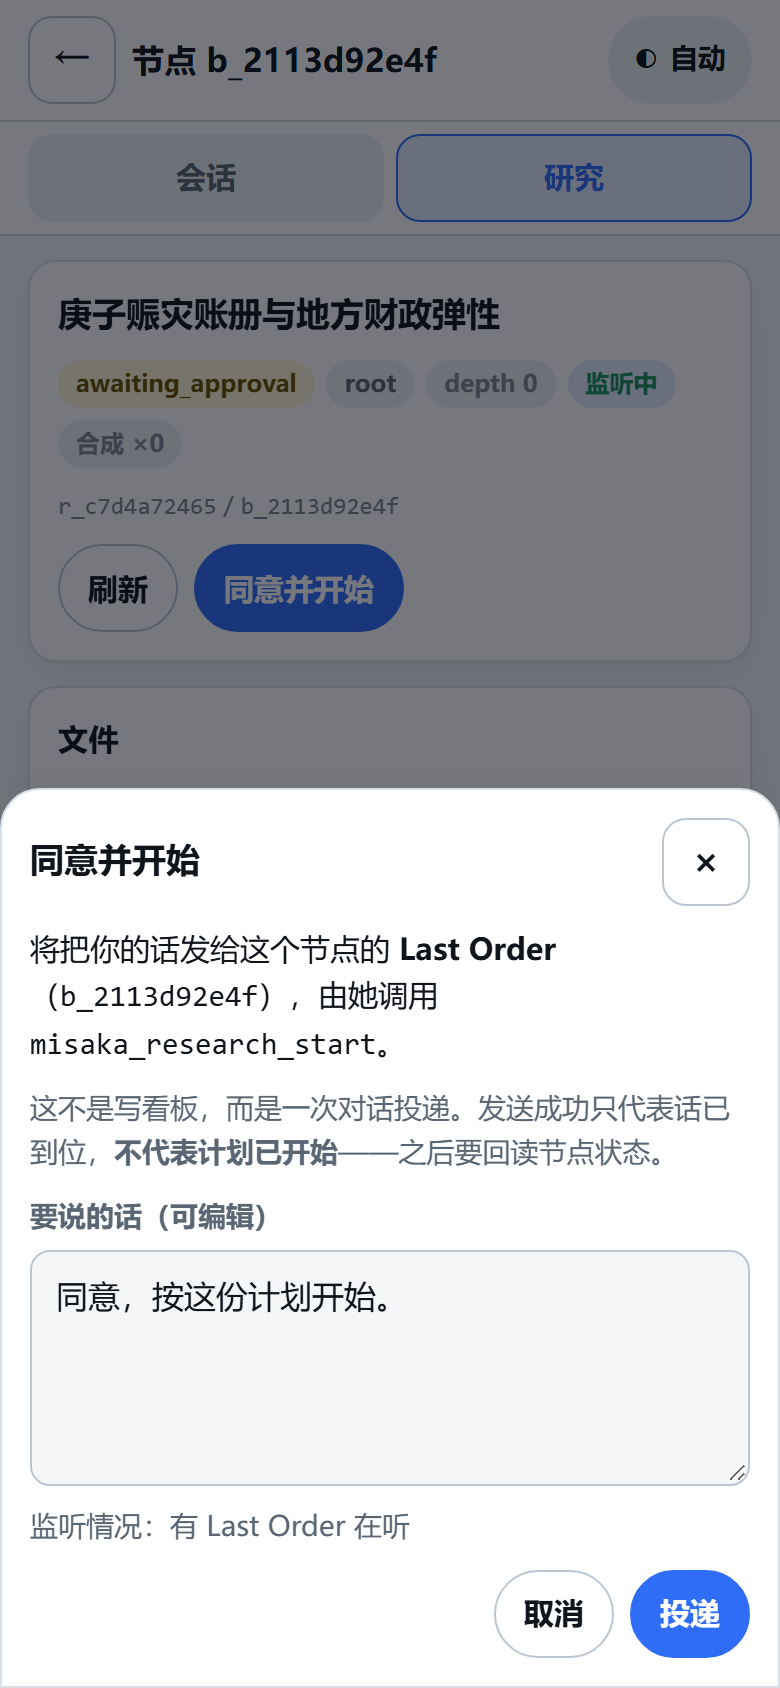 ← 节点 b_2113d92e4f ◐ 自动
会话 研究
庚子赈灾账册与地方财政弹性
awaiting_approval root depth 0 监听中
合成 ×0
r_c7d4a72465 / b_2113d92e4f
刷新 同意并开始
文件
同意并开始 ×
将把你的话发给这个节点的 Last Order
（b_2113d92e4f），由她调用
misaka_research_start。
这不是写看板，而是一次对话投递。发送成功只代表话已
到位，不代表计划已开始——之后要回读节点状态。
要说的话（可编辑）
同意，按这份计划开始。
监听情况：有 Last Order 在听
取消 投递